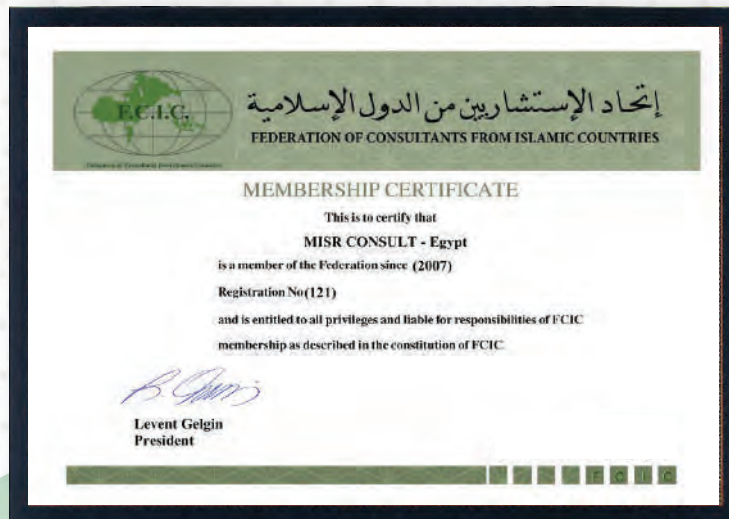 F.C.I.C.
إتحاد الإستشاريين من الدول الإسلامية
FEDERATION OF CONSULTANTS FROM ISLAMIC COUNTRIES
MEMBERSHIP CERTIFICATE
This is to certify that
MISR CONSULT - Egypt
is a member of the Federation since (2007)
Registration No(121)
and is entitled to all privileges and liable for responsibilities of FCIC
membership as described in the constitution of FCIC
Levent Gelgin
President
F C I C